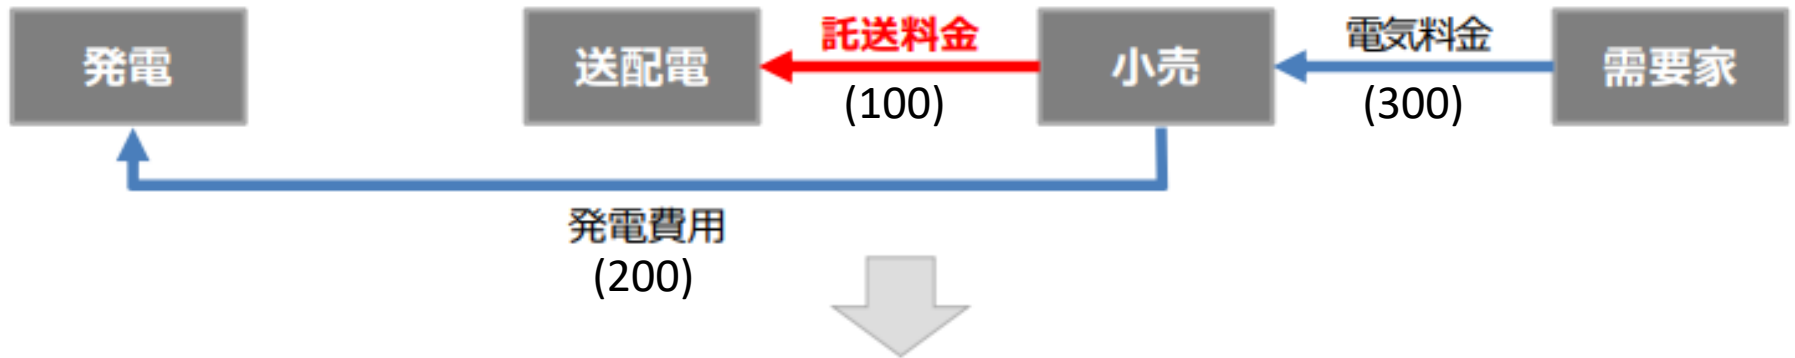 発電
送配電
託送料金
(100)
小売
電気料金
(300)
需要家
発電費用
(200)